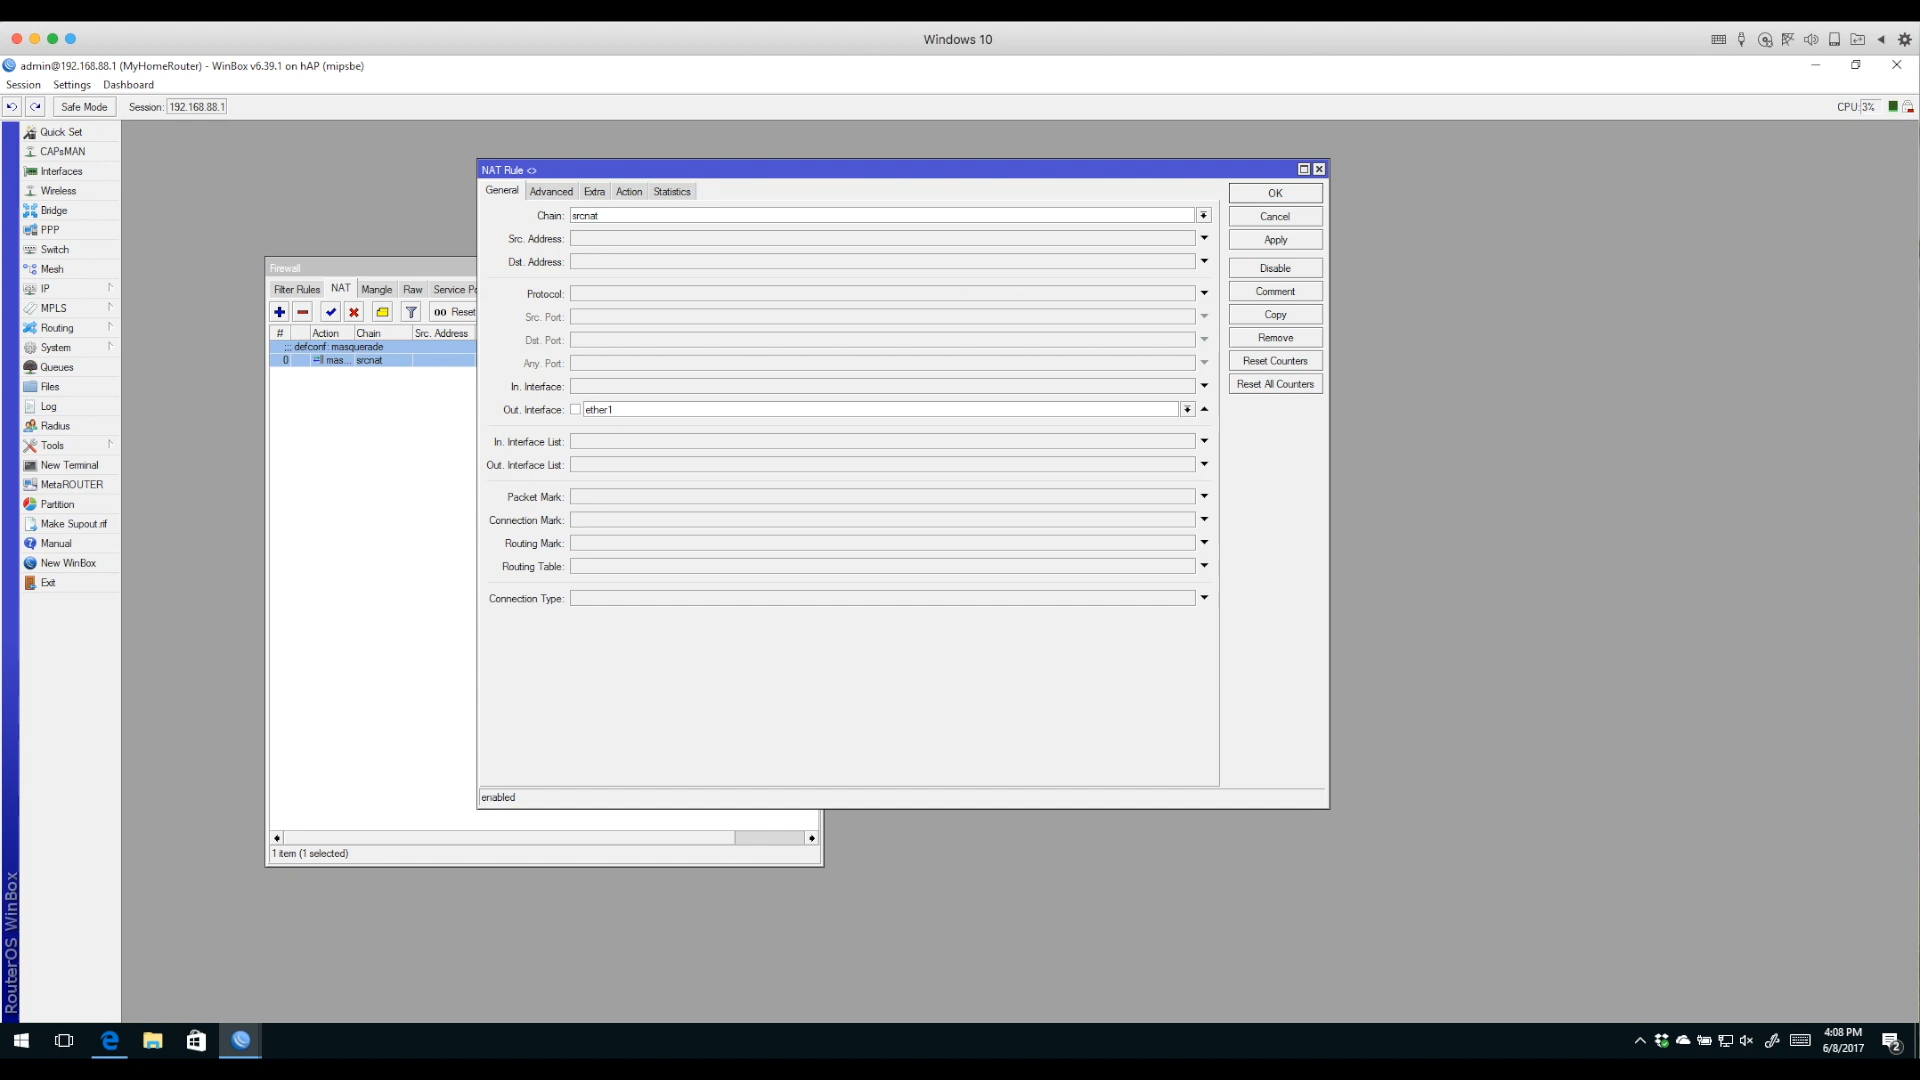 Windows 10
admin@192.168.88.1 (MyHomeRouter) - WinBox v6.39.1 on hAP (mipsbe)
Session Settings Dashboard
Safe Mode Session: 192.168.88.1 CPU: 3%
Quick Set
CAPsMAN
Interfaces
Wireless
Bridge
PPP
Switch
Mesh
IP
MPLS
Routing
System
Queues
Files
Log
Radius
Tools
New Terminal
MetaROUTER
Partition
Make Supout.rif
Manual
New WinBox
Exit
RouterOS WinBox
Firewall
Filter Rules NAT Mangle Raw Service Po
00 Reset
# Action Chain Src. Address
::: defconf: masquerade
0 mas... srcnat
1 item (1 selected)
NAT Rule <>
General Advanced Extra Action Statistics
Chain: srcnat
Src. Address:
Dst. Address:
Protocol:
Src. Port:
Dst. Port:
Any. Port:
In. Interface:
Out. Interface: ether1
In. Interface List:
Out. Interface List:
Packet Mark:
Connection Mark:
Routing Mark:
Routing Table:
Connection Type:
enabled
OK
Cancel
Apply
Disable
Comment
Copy
Remove
Reset Counters
Reset All Counters
4:08 PM
6/8/2017
2